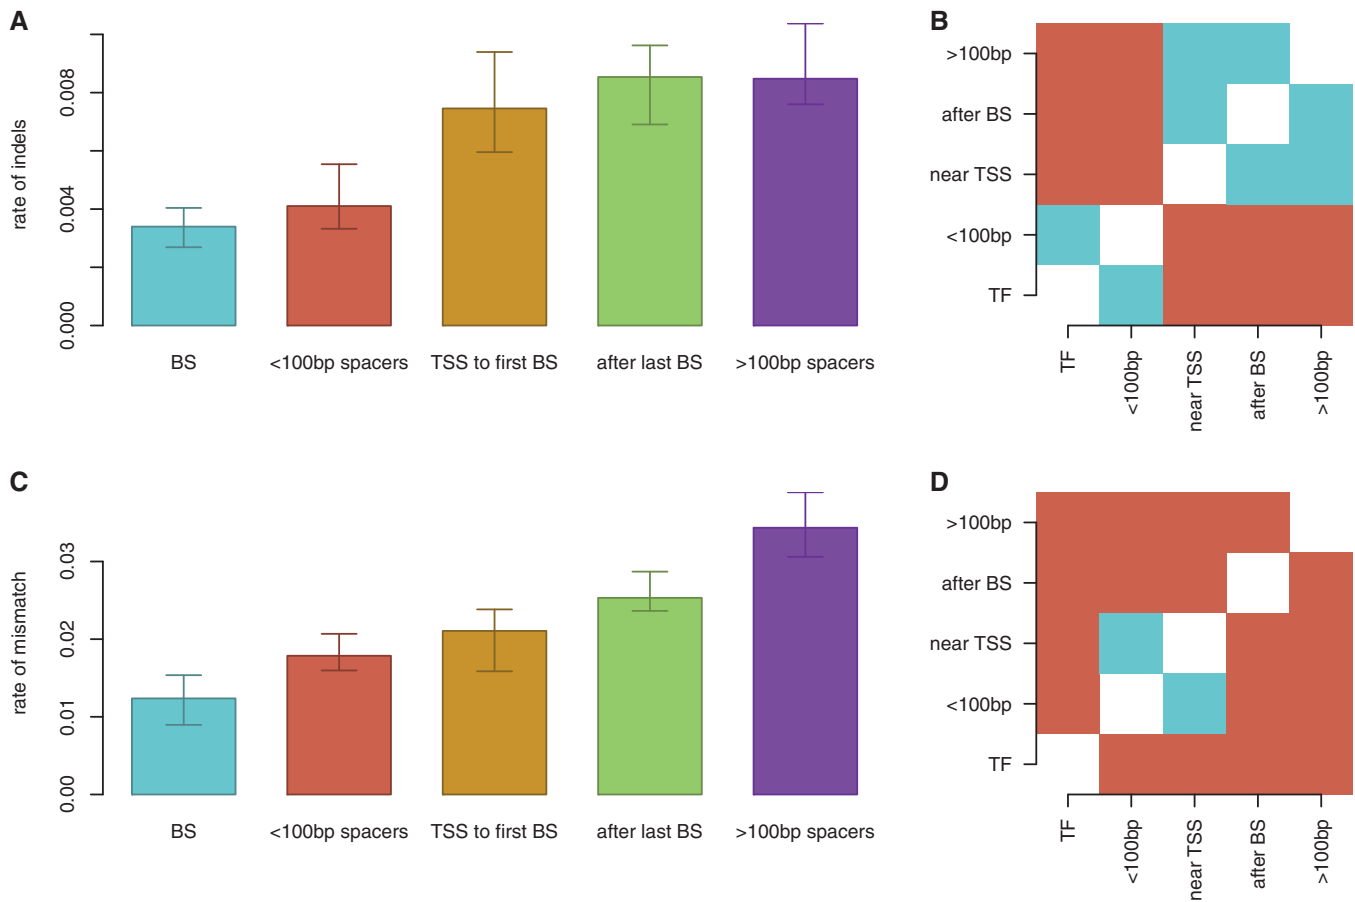 A
rate of indels
0.008
0.004
0.000
BS
<100bp spacers
TSS to first BS
after last BS
>100bp spacers
B
>100bp
after BS
near TSS
<100bp
TF
TF
<100bp
near TSS
after BS
>100bp
C
rate of mismatch
0.03
0.02
0.01
0.00
BS
<100bp spacers
TSS to first BS
after last BS
>100bp spacers
D
>100bp
after BS
near TSS
<100bp
TF
TF
<100bp
near TSS
after BS
>100bp